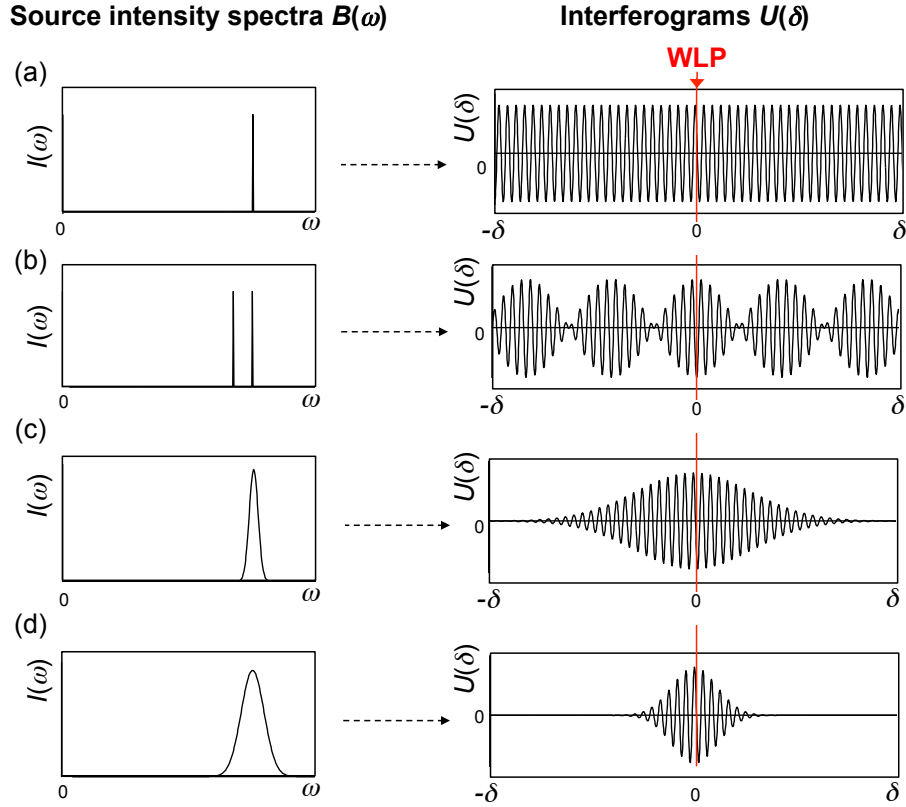 Source intensity spectra B(ω)
Interferograms U(δ)
WLP
(a)
I(ω)
0
ω
U(δ)
0
-δ
0
δ
(b)
I(ω)
0
ω
U(δ)
0
-δ
0
δ
(c)
I(ω)
0
ω
U(δ)
0
-δ
0
δ
(d)
I(ω)
0
ω
U(δ)
0
-δ
0
δ